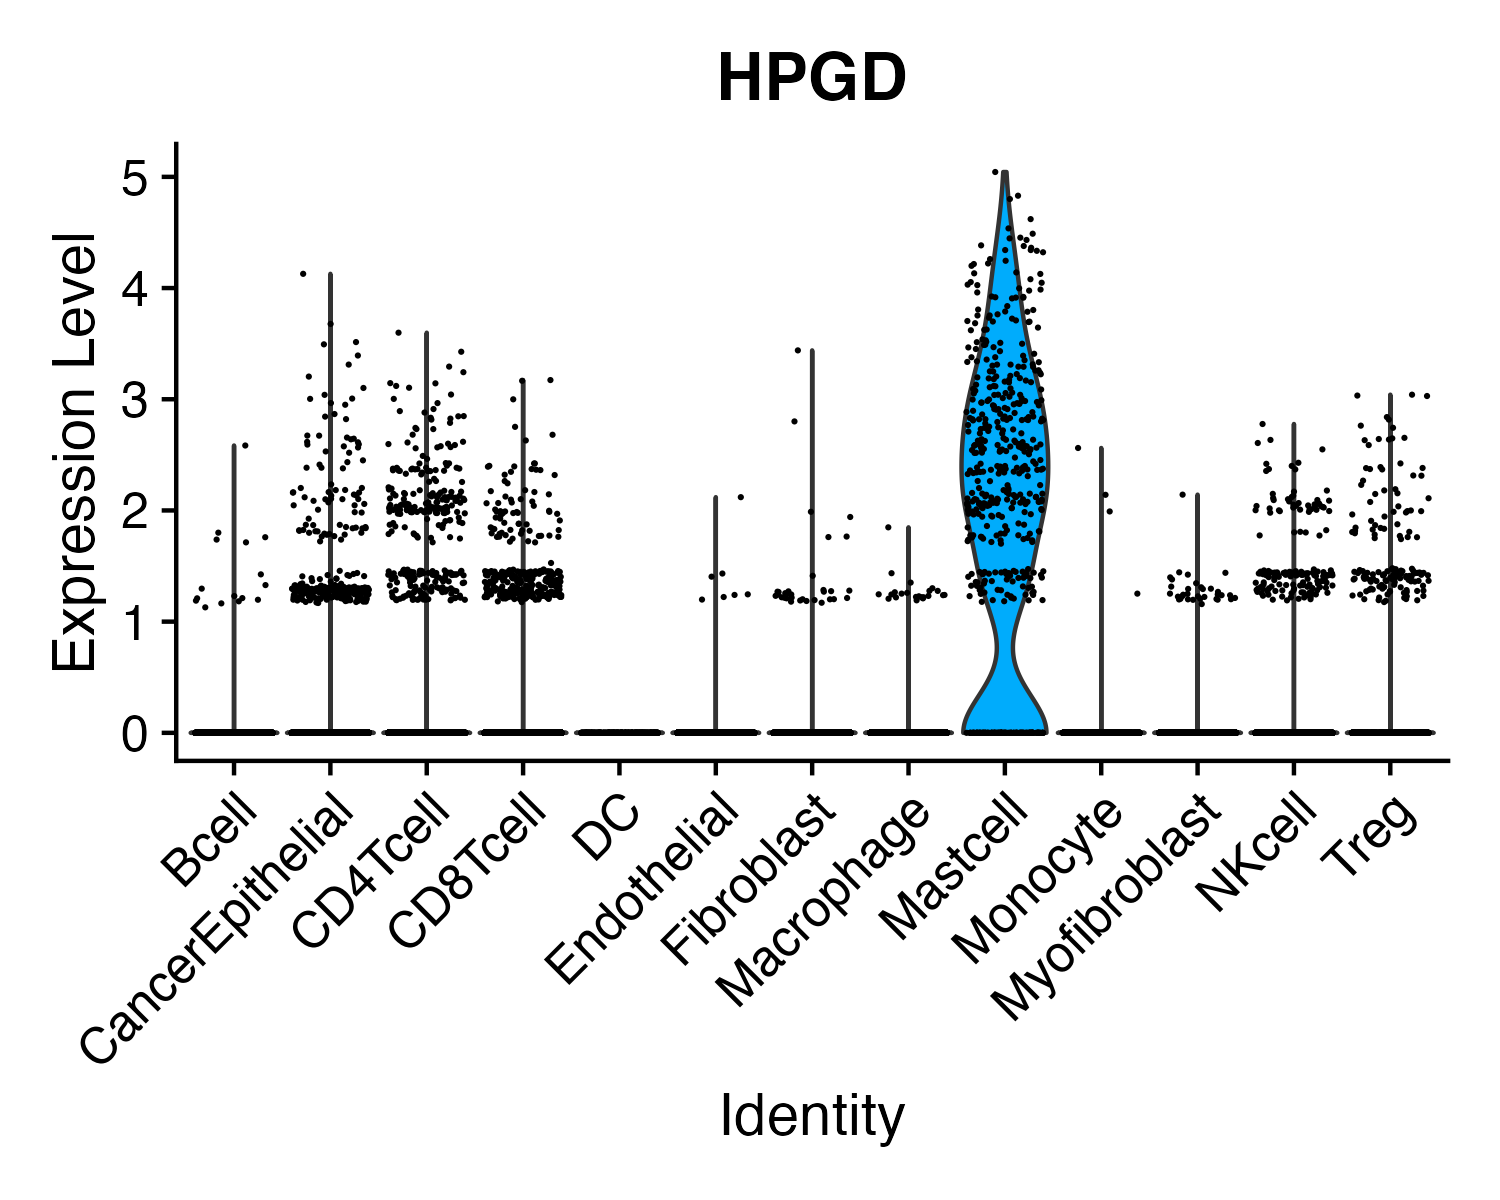 HPGD
Expression Level
5
4
3
2
1
0
Bcell
CancerEpithelial
CD4Tcell
CD8Tcell
DC
Endothelial
Fibroblast
Macrophage
Mastcell
Monocyte
Myofibroblast
NKcell
Treg
Identity